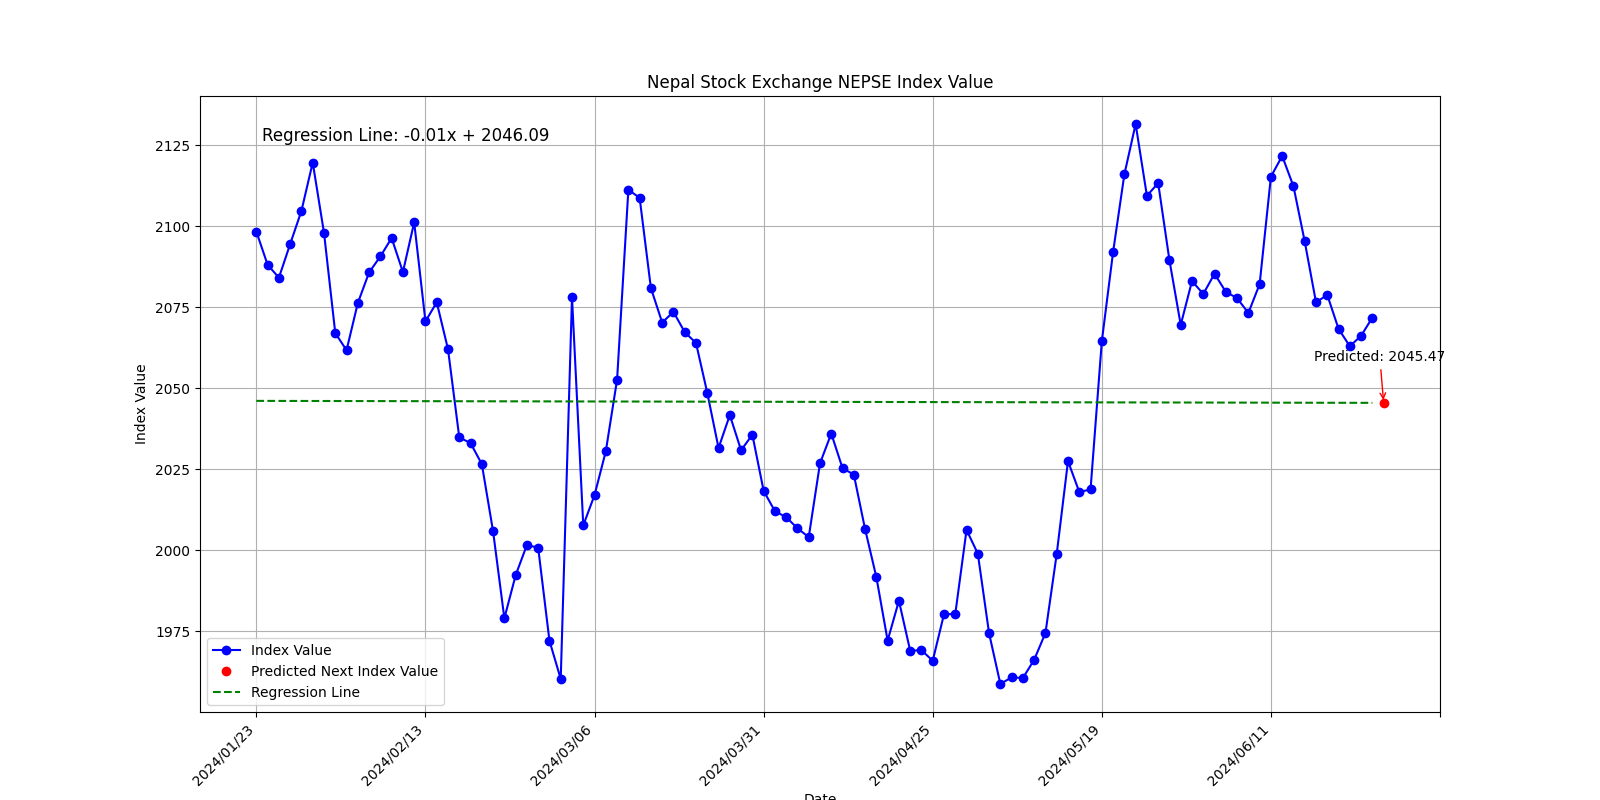 Nepal Stock Exchange NEPSE Index Value
Regression Line: -0.01x + 2046.09
2125
2100
2075
2050
2025
2000
1975
Index Value
Predicted: 2045.47
Index Value
Predicted Next Index Value
Regression Line
2024/01/23
2024/02/13
2024/03/06
2024/03/31
2024/04/25
2024/05/19
2024/06/11
Date